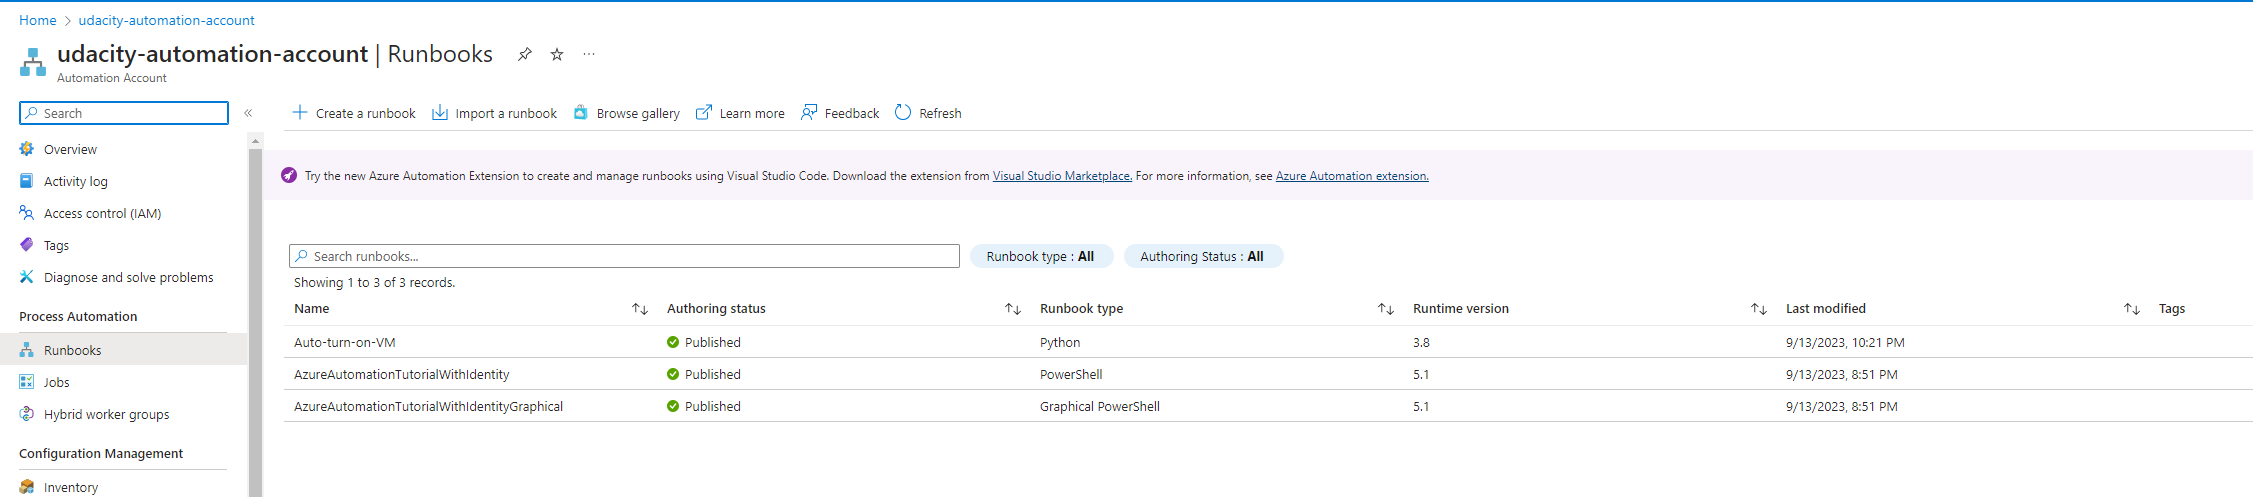 Home > udacity-automation-account
udacity-automation-account | Runbooks
Automation Account
Search
Overview
Activity log
Access control (IAM)
Tags
Diagnose and solve problems
Process Automation
Runbooks
Jobs
Hybrid worker groups
Configuration Management
Inventory
Create a runbook Import a runbook Browse gallery Learn more Feedback Refresh
Try the new Azure Automation Extension to create and manage runbooks using Visual Studio Code. Download the extension from Visual Studio Marketplace. For more information, see Azure Automation extension.
Search runbooks... Runbook type : All Authoring Status : All
Showing 1 to 3 of 3 records.
Name Authoring status Runbook type Runtime version Last modified Tags
Auto-turn-on-VM Published Python 3.8 9/13/2023, 10:21 PM
AzureAutomationTutorialWithIdentity Published PowerShell 5.1 9/13/2023, 8:51 PM
AzureAutomationTutorialWithIdentityGraphical Published Graphical PowerShell 5.1 9/13/2023, 8:51 PM